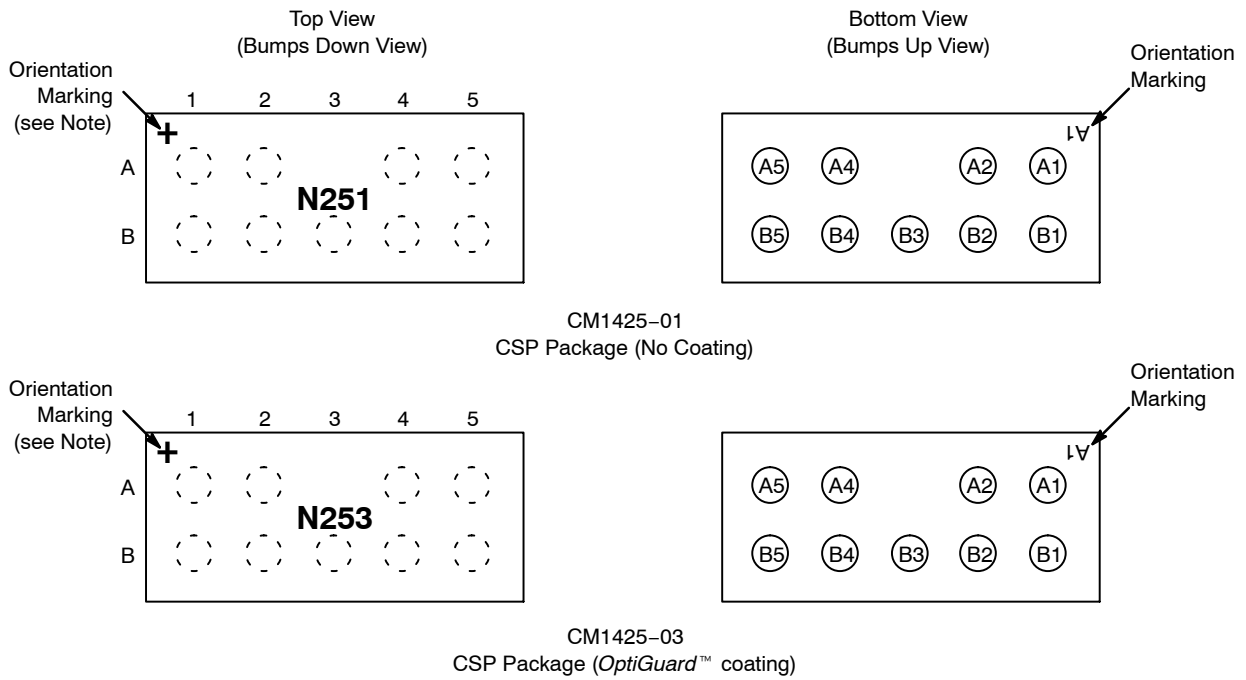 Top View
(Bumps Down View)
Bottom View
(Bumps Up View)
Orientation
Marking
(see Note)
Orientation
Marking
1 2 3 4 5
+
A1
A
N251
B
A5 A4 A2 A1
B5 B4 B3 B2 B1
CM1425−01
CSP Package (No Coating)
Orientation
Marking
(see Note)
Orientation
Marking
1 2 3 4 5
+
A1
A
N253
B
A5 A4 A2 A1
B5 B4 B3 B2 B1
CM1425−03
CSP Package (OptiGuard™ coating)